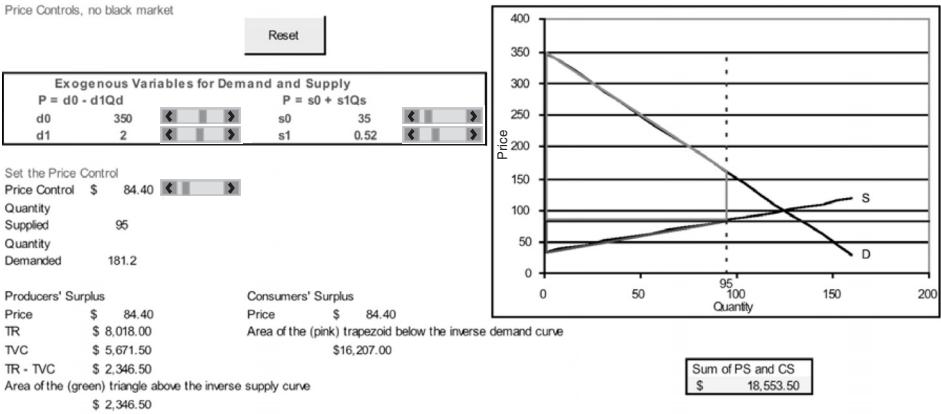 Price Controls, no black market
Reset
Exogenous Variables for Demand and Supply
P = d0 - d1Qd P = s0 + s1Qs
d0 350 s0 35
d1 2 s1 0.52
Set the Price Control
Price Control $ 84.40
Quantity
Supplied 95
Quantity
Demanded 181.2
Producers' Surplus
Price $ 84.40
TR $ 8,018.00
TVC $ 5,671.50
TR - TVC $ 2,346.50
Area of the (green) triangle above the inverse supply curve
$ 2,346.50
Consumers' Surplus
Price $ 84.40
Area of the (pink) trapezoid below the inverse demand curve
$16,207.00
400
350
300
250
200
150
100
50
0
Price
S
D
95
0 50 100 150 200
Quantity
Sum of PS and CS
$ 18,553.50